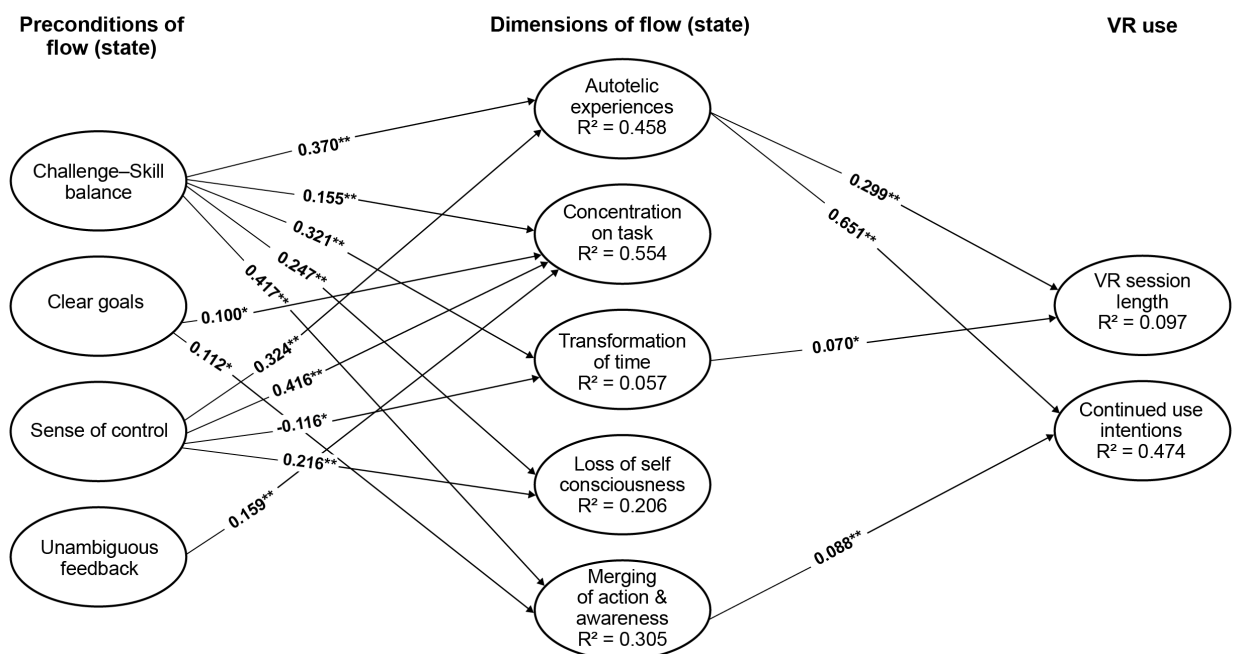 Preconditions of
flow (state)
Dimensions of flow (state)
VR use
Challenge–Skill
balance
Clear goals
Sense of control
Unambiguous
feedback
0.370**
0.155**
0.321**
0.247**
0.417**
0.100*
0.112*
0.324**
0.416**
-0.116*
0.216**
0.159**
Autotelic
experiences
R² = 0.458
Concentration
on task
R² = 0.554
Transformation
of time
R² = 0.057
Loss of self
consciousness
R² = 0.206
Merging
of action &
awareness
R² = 0.305
0.299**
0.651**
0.070*
0.088**
VR session
length
R² = 0.097
Continued use
intentions
R² = 0.474